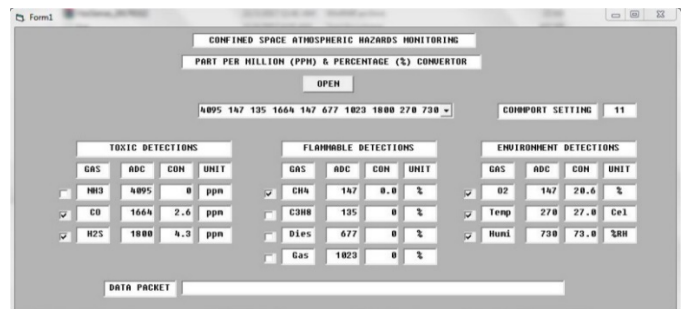 Form1
CONFINED SPACE ATMOSPHERIC HAZARDS MONITORING
PART PER MILLION (PPM) & PERCENTAGE (%) CONVERTOR
OPEN
4095 147 135 1664 147 677 1023 1800 270 730
COMMPORT SETTING 11
TOXIC DETECTIONS
GAS ADC CON UNIT
NH3 4095 0 ppm
CO 1664 2.6 ppm
H2S 1800 4.3 ppm
FLAMMABLE DETECTIONS
GAS ADC CON UNIT
CH4 147 0.0 %
C3H8 135 0 %
Dies 677 0 %
Gas 1023 0 %
ENVIRONMENT DETECTIONS
GAS ADC CON UNIT
O2 147 20.6 %
Temp 270 27.0 Cel
Humi 730 73.0 %RH
DATA PACKET